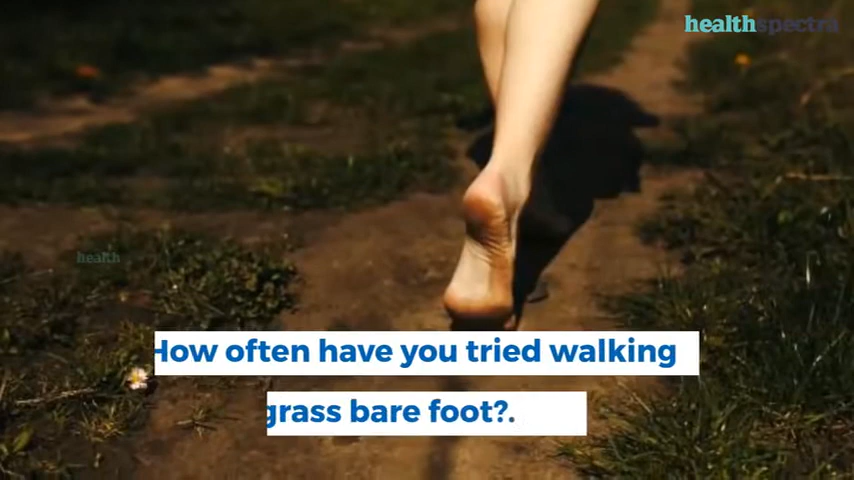 healthspectra
health
How often have you tried walking
grass bare foot?.